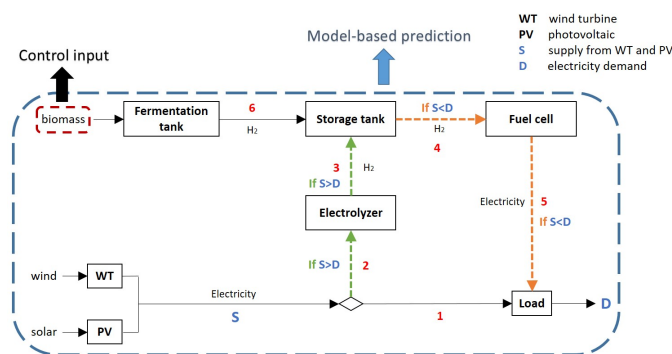 WT wind turbine
PV photovoltaic
S supply from WT and PV
D electricity demand
Control input
Model-based prediction
biomass
Fermentation
tank
6
H2
Storage tank
If S<D
H2
4
Fuel cell
3
H2
If S>D
Electricity
5
If S<D
Electrolyzer
If S>D
2
wind
WT
Electricity
S
1
Load
D
solar
PV